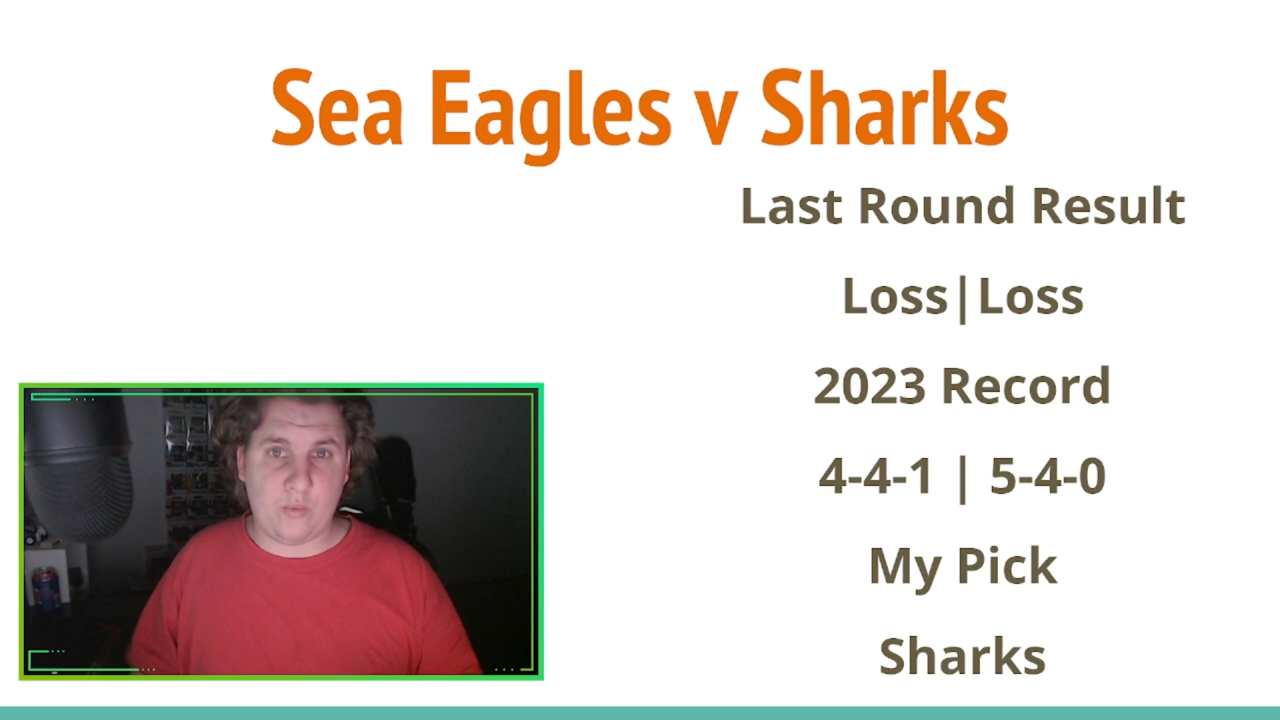 Sea Eagles v Sharks
Last Round Result
Loss|Loss
2023 Record
4-4-1 | 5-4-0
My Pick
Sharks